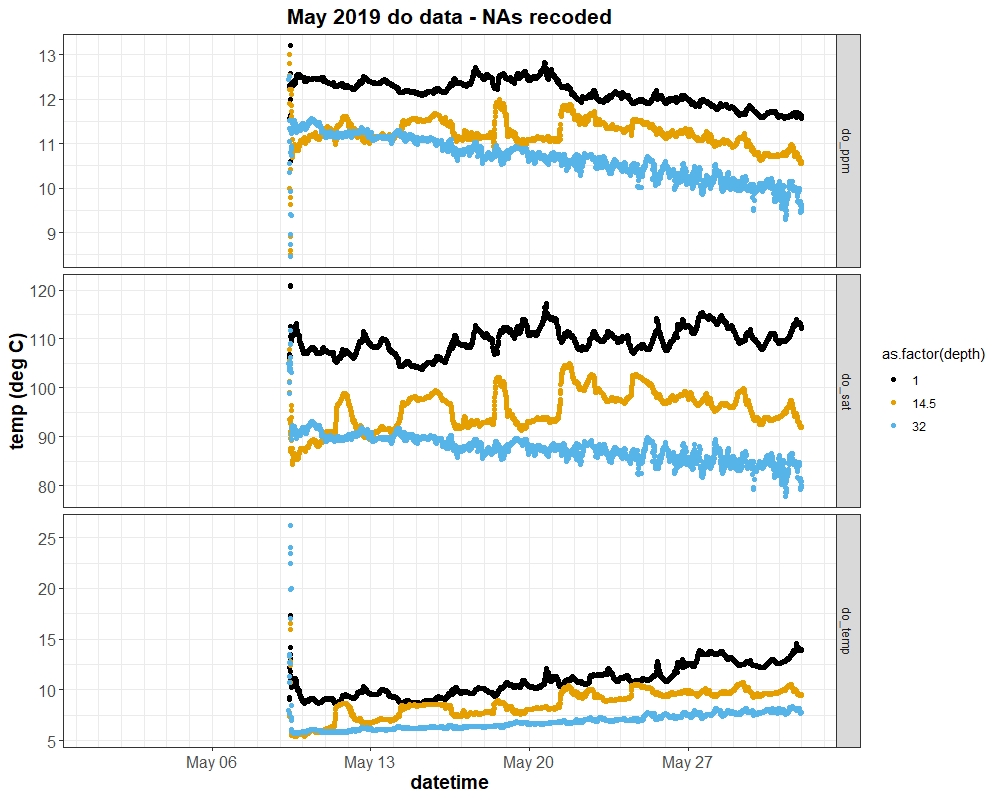 May 2019 do data - NAs recoded
13
12
11
10
9
do_ppm
120
110
100
90
80
do_sat
25
20
15
10
5
do_temp
temp (deg C)
May 06 May 13 May 20 May 27
datetime
as.factor(depth)
1
14.5
32